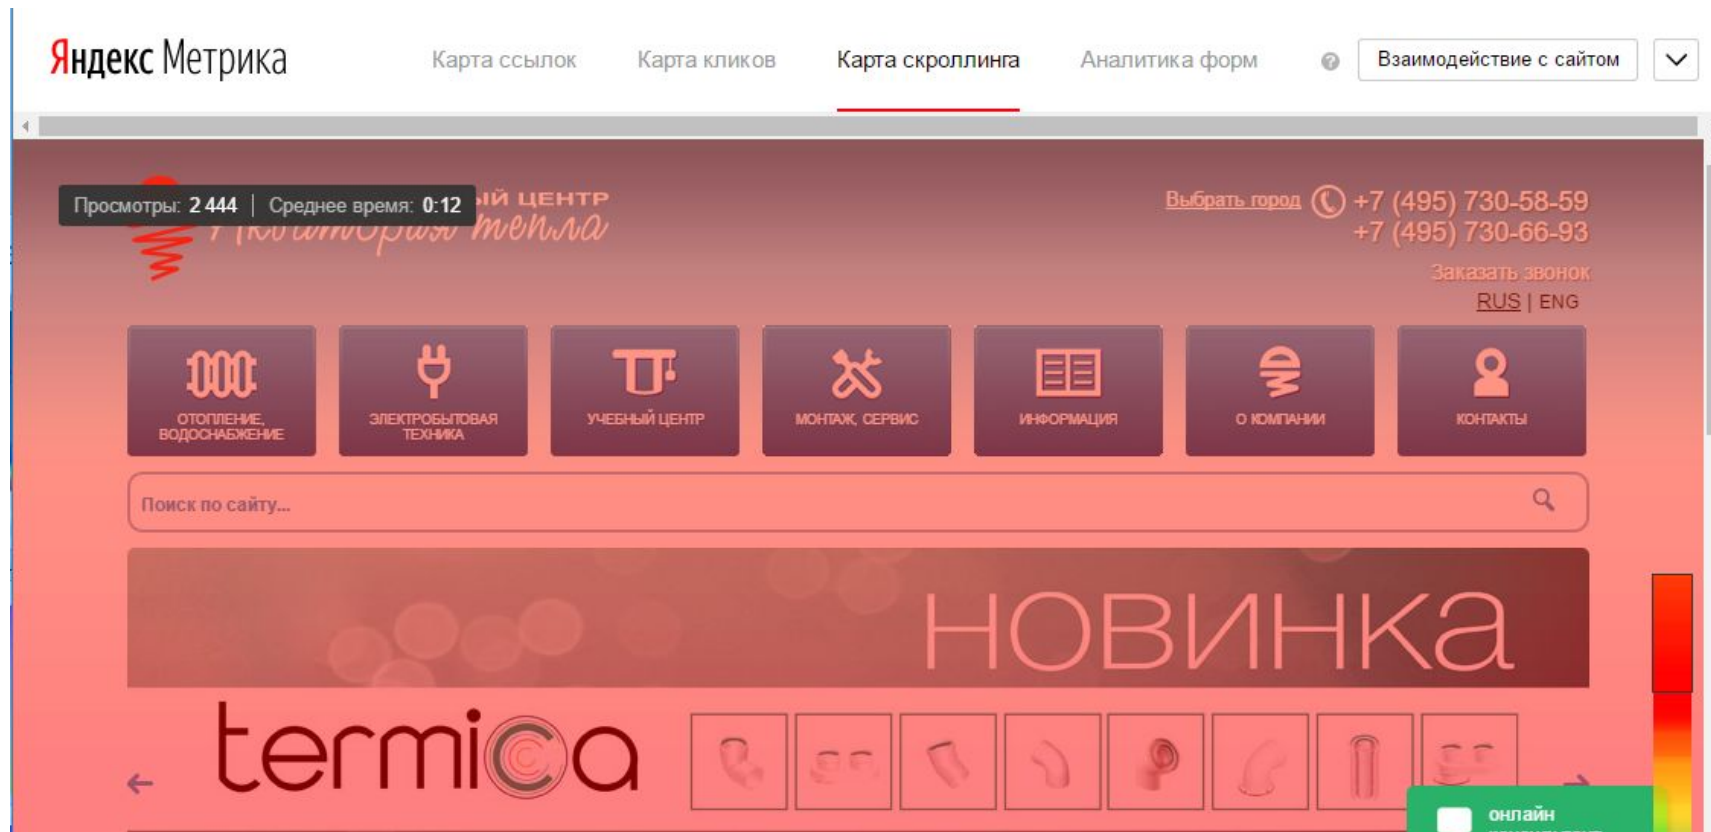 Яндекс Метрика
Карта ссылок Карта кликов Карта скроллинга Аналитика форм ? Взаимодействие с сайтом
Просмотры: 2 444 | Среднее время: 0:12
ЫЙ ЦЕНТР
Акватория тепла
Выбрать город +7 (495) 730-58-59
+7 (495) 730-66-93
Заказать звонок
RUS | ENG
ОТОПЛЕНИЕ, ВОДОСНАБЖЕНИЕ
ЭЛЕКТРОБЫТОВАЯ ТЕХНИКА
УЧЕБНЫЙ ЦЕНТР
МОНТАЖ, СЕРВИС
ИНФОРМАЦИЯ
О КОМПАНИИ
КОНТАКТЫ
Поиск по сайту...
НОВИНКА
termica
онлайн